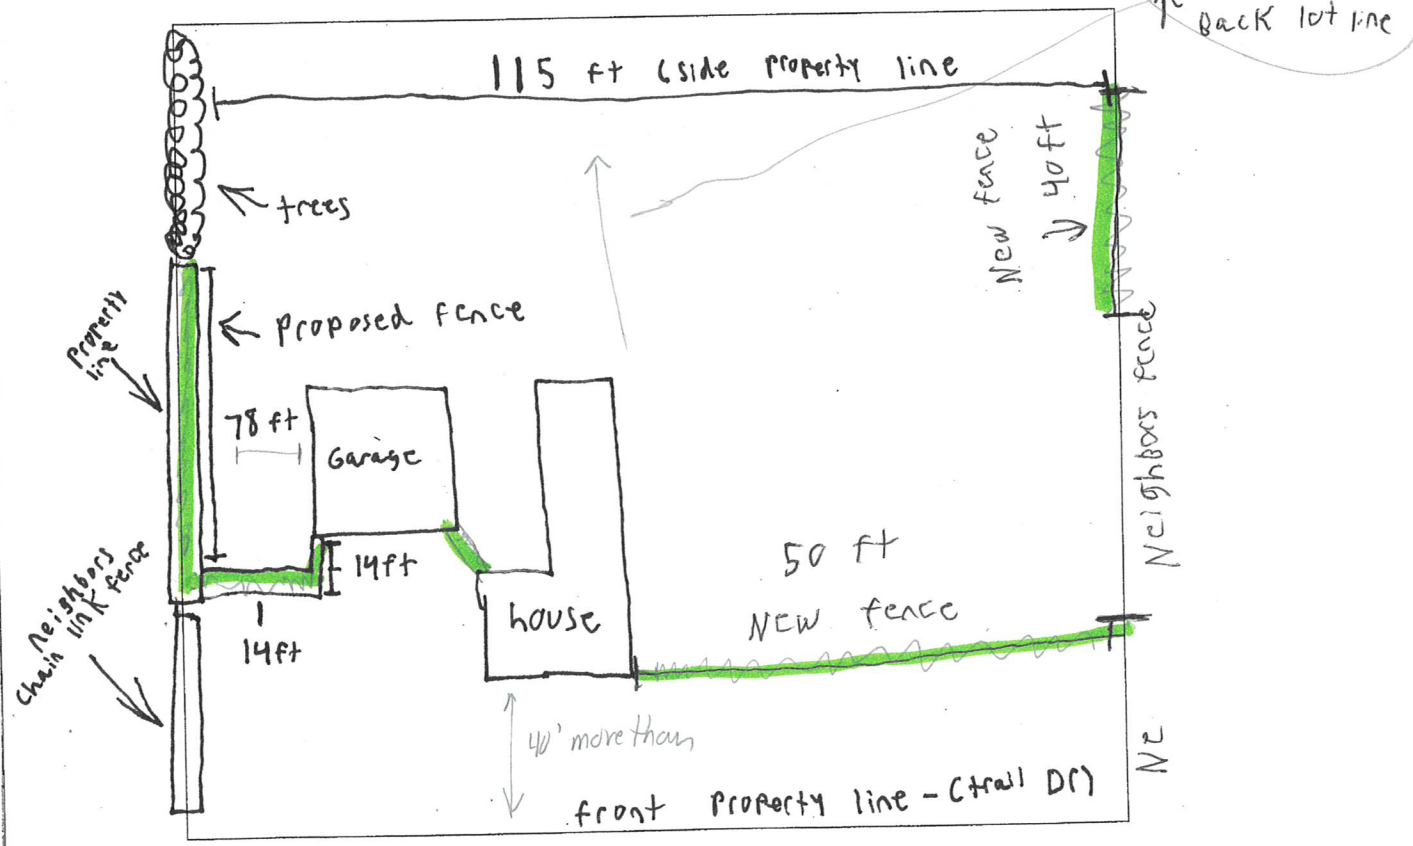 Back lot line
115 ft (side property line
New fence
40ft
trees
Proposed fence
Property
line
78 ft
Garage
Neighbors fence
14ft
50 ft
New fence
Neighbors
Chain link fence
house
14ft
40' more than
Ne
front Property line - (trail Dr)